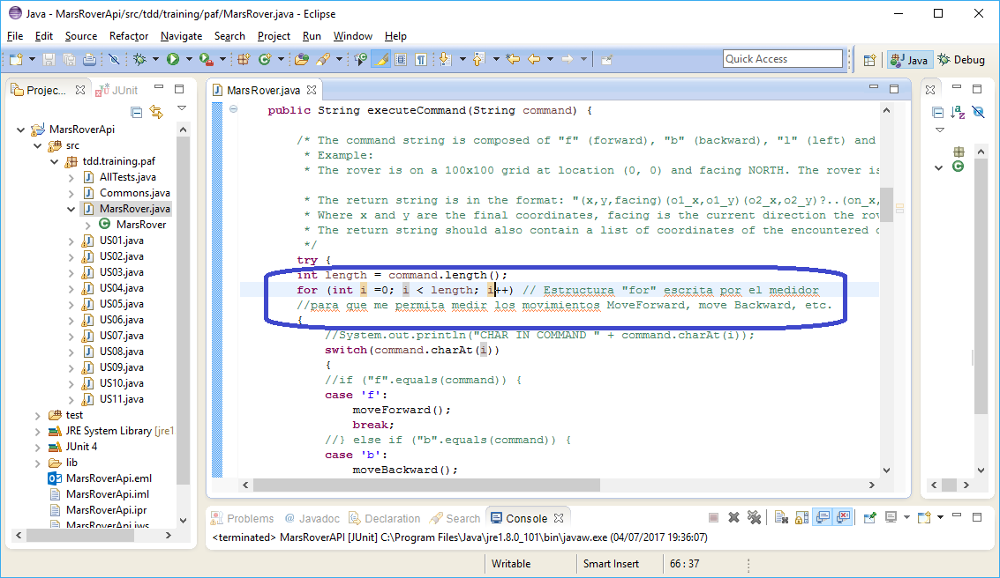 Java - MarsRoverApi/src/tdd/training/paf/MarsRover.java - Eclipse
File Edit Source Refactor Navigate Search Project Run Window Help
Quick Access
Java
Debug
Projec...
JUnit
MarsRoverApi
src
tdd.training.paf
AllTests.java
Commons.java
MarsRover.java
MarsRover
US01.java
US02.java
US03.java
US04.java
US05.java
US06.java
US07.java
US08.java
US09.java
US10.java
US11.java
test
JRE System Library [jre1
JUnit 4
lib
MarsRoverApi.eml
MarsRoverApi.iml
MarsRoverApi.ipr
MarsRoverApi.iws
MarsRover.java
public String executeCommand(String command) {
/* The command string is composed of "f" (forward), "b" (backward), "l" (left) and
* Example:
* The rover is on a 100x100 grid at location (0, 0) and facing NORTH. The rover is
* The return string is in the format: "(x,y,facing)(o1_x,o1_y)(o2_x,o2_y)?..(on_x,
* Where x and y are the final coordinates, facing is the current direction the rov
* The return string should also contain a list of coordinates of the encountered
*/
try {
int length = command.length();
for (int i =0; i < length; i++) // Estructura "for" escrita por el medidor
//para que me permita medir los movimientos MoveForward, move Backward, etc.
{
//System.out.println("CHAR IN COMMAND " + command.charAt(i));
switch(command.charAt(i))
{
//if ("f".equals(command)) {
case 'f':
moveForward();
break;
//} else if ("b".equals(command)) {
case 'b':
moveBackward();
Problems @ Javadoc Declaration Search Console
<terminated> MarsRoverAPI [JUnit] C:\Program Files\Java\jre1.8.0_101\bin\javaw.exe (04/07/2017 19:36:07)
Writable Smart Insert 66 : 37